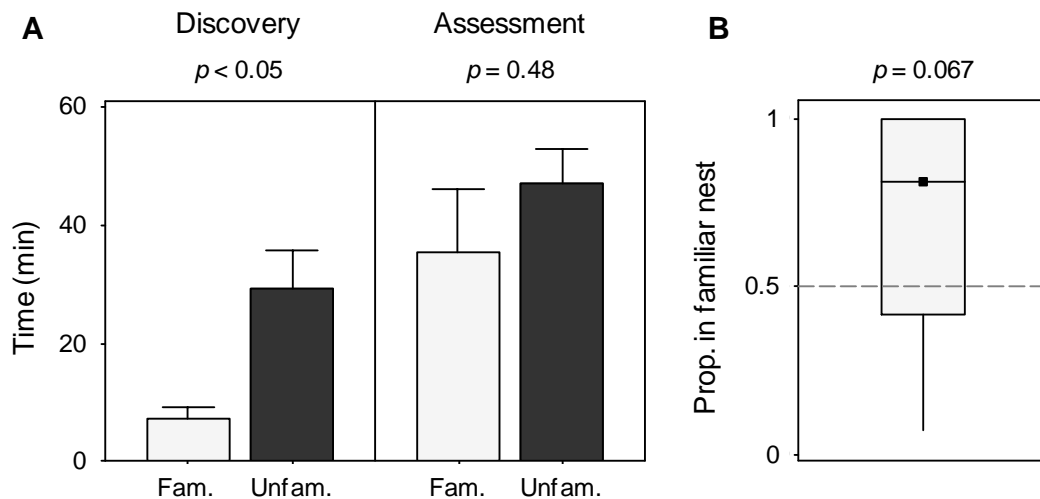 A
Discovery
Assessment
p < 0.05
p = 0.48
Time (min)
60
40
20
0
Fam.
Unfam.
Fam.
Unfam.
B
p = 0.067
Prop. in familiar nest
1
0.5
0